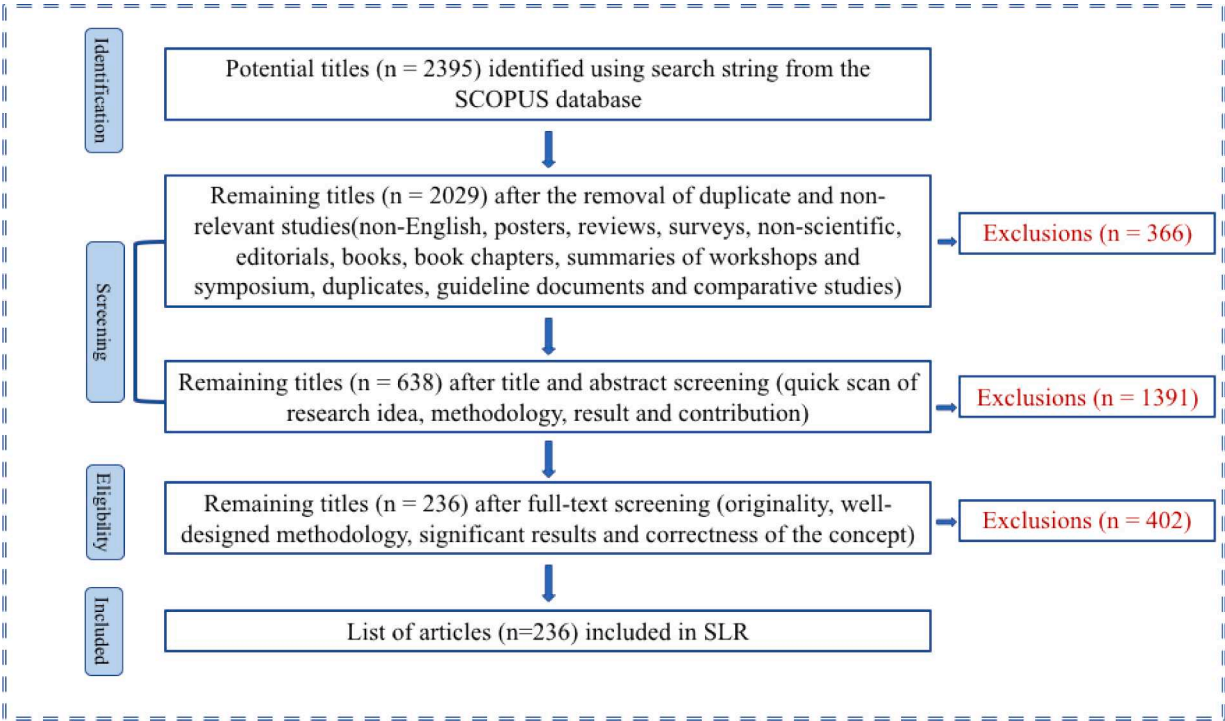 Identification
Potential titles (n = 2395) identified using search string from the
SCOPUS database
Screening
Remaining titles (n = 2029) after the removal of duplicate and non-
relevant studies(non-English, posters, reviews, surveys, non-scientific,
editorials, books, book chapters, summaries of workshops and
symposium, duplicates, guideline documents and comparative studies)
Exclusions (n = 366)
Remaining titles (n = 638) after title and abstract screening (quick scan of
research idea, methodology, result and contribution)
Exclusions (n = 1391)
Eligibility
Remaining titles (n = 236) after full-text screening (originality, well-
designed methodology, significant results and correctness of the concept)
Exclusions (n = 402)
Included
List of articles (n=236) included in SLR